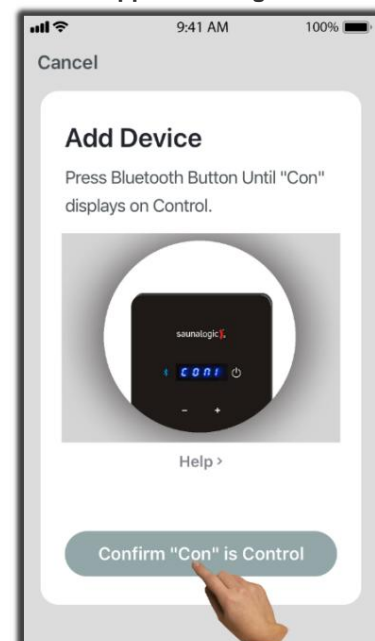 9:41 AM
100%
Cancel
Add Device
Press Bluetooth Button Until "Con"
displays on Control.
saunalogic
CON1
− +
Help >
Confirm "Con" is Control